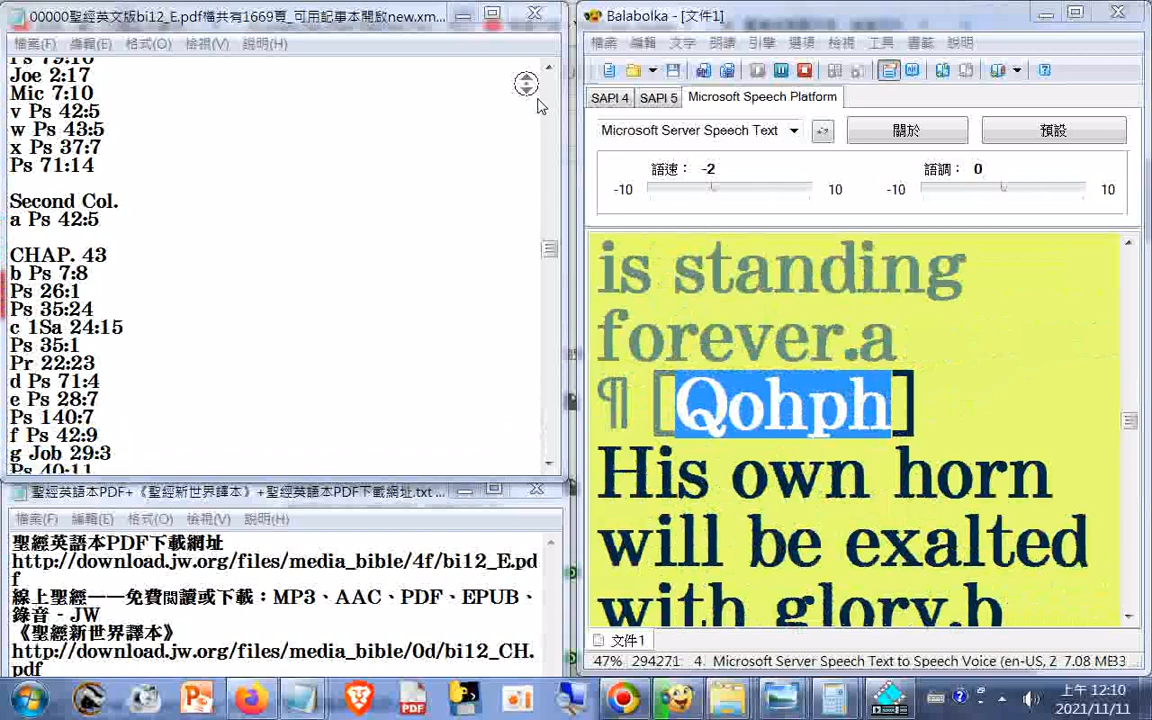 00000聖經英文版bi12_E.pdf檔共有1669頁_可用記事本開啟new.xm...
檔案(F) 編輯(E) 格式(O) 檢視(V) 說明(H)
Ps 79:10
Joe 2:17
Mic 7:10
v Ps 42:5
w Ps 43:5
x Ps 37:7
Ps 71:14
Second Col.
a Ps 42:5
CHAP. 43
b Ps 7:8
Ps 26:1
Ps 35:24
c 1Sa 24:15
Ps 35:1
Pr 22:23
d Ps 71:4
e Ps 28:7
Ps 140:7
f Ps 42:9
g Job 29:3
Ps 40:11
聖經英語本PDF+《聖經新世界譯本》+聖經英語本PDF下載網址.txt ...
檔案(F) 編輯(E) 格式(O) 檢視(V) 說明(H)
聖經英語本PDF下載網址
http://download.jw.org/files/media_bible/4f/bi12_E.pd
f
線上聖經——免費閱讀或下載：MP3、AAC、PDF、EPUB、
錄音 - JW
《聖經新世界譯本》
http://download.jw.org/files/media_bible/0d/bi12_CH.
pdf
Balabolka - [文件1]
檔案 編輯 文字 朗讀 引擎 選項 檢視 工具 書籤 說明
SAPI 4 SAPI 5 Microsoft Speech Platform
Microsoft Server Speech Text 關於 預設
語速： -2 語調： 0
-10 10 -10 10
is standing
forever.a
¶ [Qohph]
His own horn
will be exalted
with glory.b
文件1
47% 294271 4. Microsoft Server Speech Text to Speech Voice (en-US, Z 7.08 MB33
上午 12:10
2021/11/11